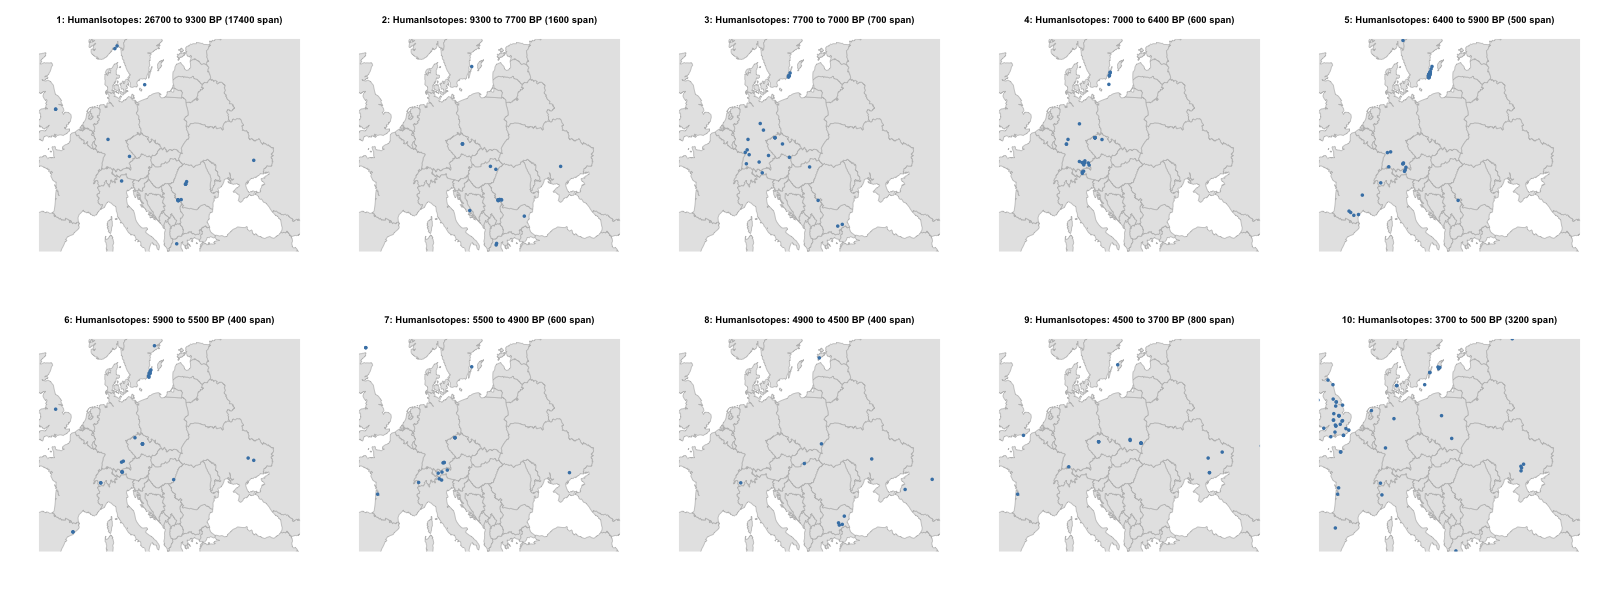 1: HumanIsotopes: 26700 to 9300 BP (17400 span)
2: HumanIsotopes: 9300 to 7700 BP (1600 span)
3: HumanIsotopes: 7700 to 7000 BP (700 span)
4: HumanIsotopes: 7000 to 6400 BP (600 span)
5: HumanIsotopes: 6400 to 5900 BP (500 span)
6: HumanIsotopes: 5900 to 5500 BP (400 span)
7: HumanIsotopes: 5500 to 4900 BP (600 span)
8: HumanIsotopes: 4900 to 4500 BP (400 span)
9: HumanIsotopes: 4500 to 3700 BP (800 span)
10: HumanIsotopes: 3700 to 500 BP (3200 span)